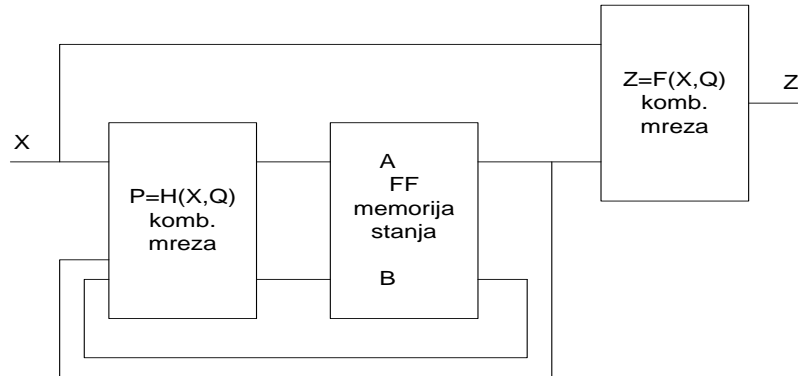 Z=F(X,Q)
komb.
mreza
Z
X
P=H(X,Q)
komb.
mreza
A
FF
memorija
stanja
B